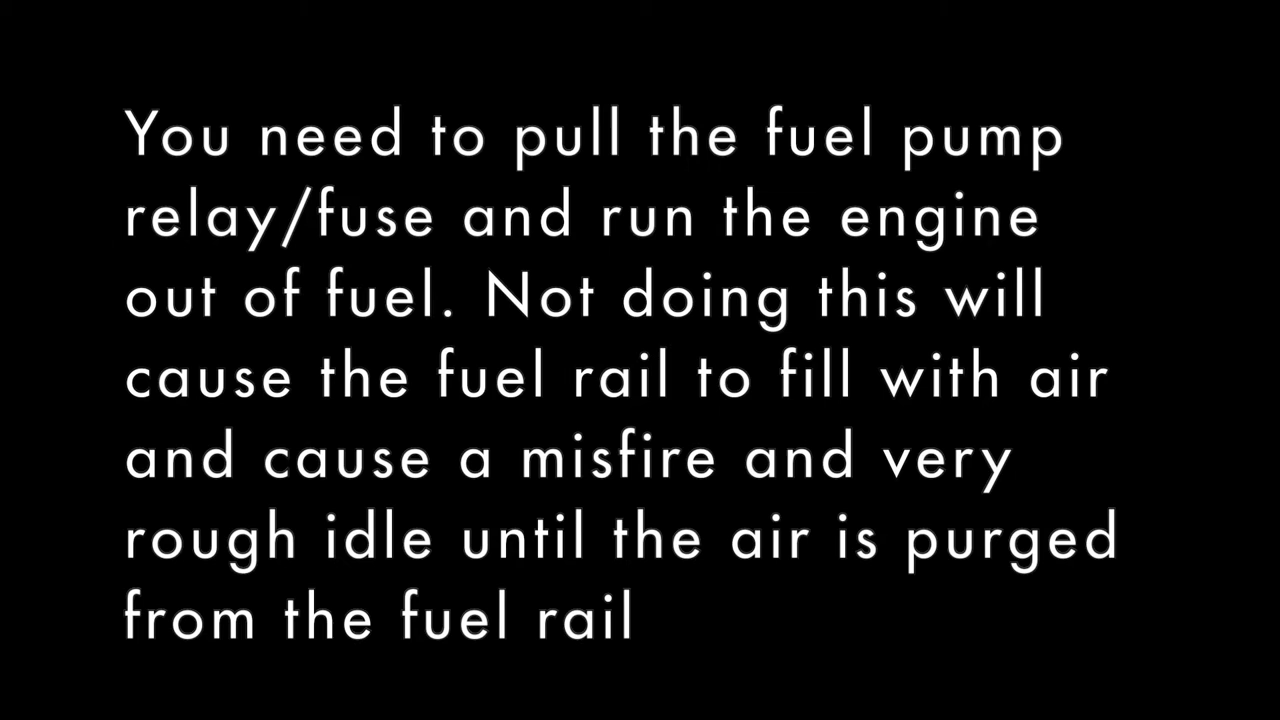 You need to pull the fuel pump
relay/fuse and run the engine
out of fuel. Not doing this will
cause the fuel rail to fill with air
and cause a misfire and very
rough idle until the air is purged
from the fuel rail